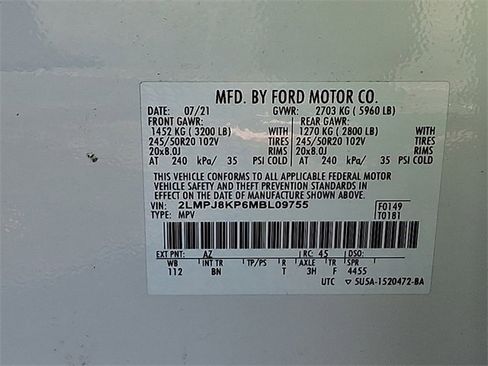 MFD. BY FORD MOTOR CO.
DATE: 07/21 GVWR: 2703 KG ( 5960 LB)
FRONT GAWR: REAR GAWR:
1452 KG ( 3200 LB) WITH 1270 KG ( 2800 LB) WITH
245/50R20 102V TIRES 245/50R20 102V TIRES
20x8.0J RIMS 20x8.0J RIMS
AT 240 kPa/ 35 PSI COLD AT 240 kPa/ 35 PSI COLD
THIS VEHICLE CONFORMS TO ALL APPLICABLE FEDERAL MOTOR
VEHICLE SAFETY AND THEFT PREVENTION STANDARDS IN
EFFECT ON THE DATE OF MANUFACTURE SHOWN ABOVE.
VIN: 2LMPJ8KP6MBL09755 F0149
TYPE: MPV T0181
EXT PNT: AZ RC: 45 DSO:
WB INT TR TP/PS R AXLE TR SPR
112 BN T 3H F 4455
UTC ▽ 5U5A-1520472-BA